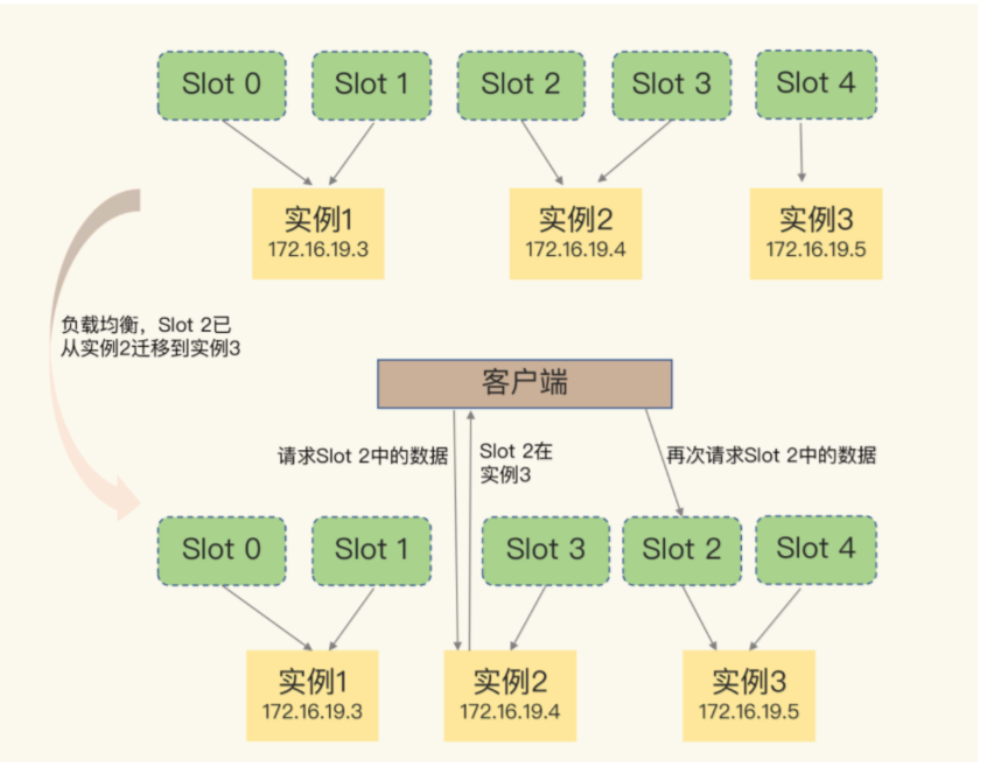 Slot 0
Slot 1
Slot 2
Slot 3
Slot 4
实例1
172.16.19.3
实例2
172.16.19.4
实例3
172.16.19.5
负载均衡，Slot 2已
从实例2迁移到实例3
客户端
请求Slot 2中的数据
Slot 2在
实例3
再次请求Slot 2中的数据
Slot 0
Slot 1
Slot 3
Slot 2
Slot 4
实例1
172.16.19.3
实例2
172.16.19.4
实例3
172.16.19.5